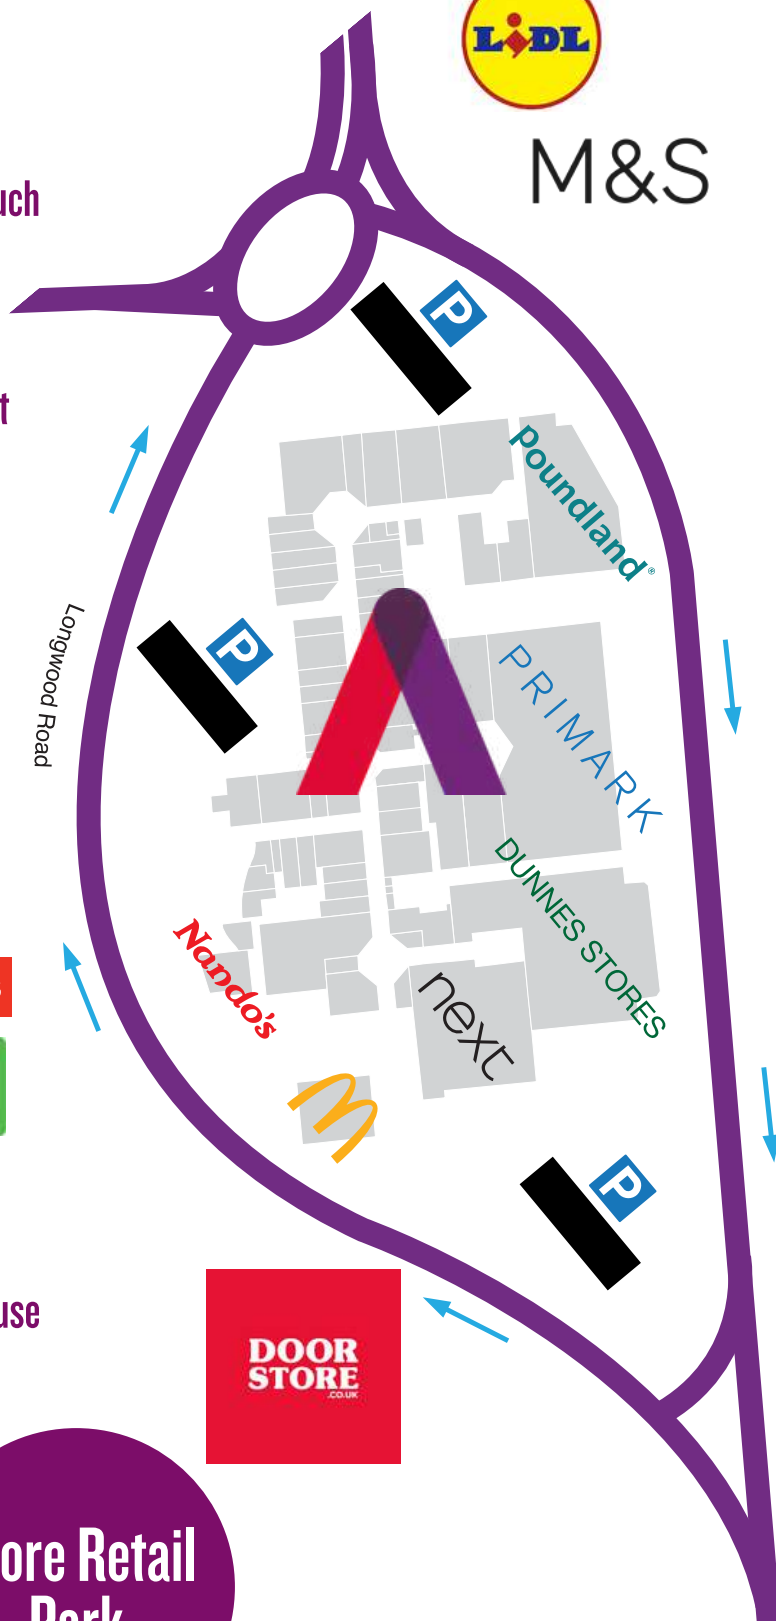 LIDL
M&S
uch
P
t
poundland®
Longwood Road
P
PRIMARK
DUNNES STORES
Nando's
next
P
use
DOOR
STORE
.CO.UK
ore Retail
Park